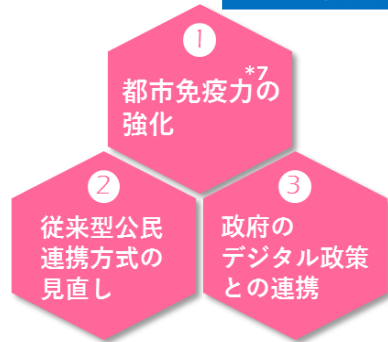 1
*7
都市免疫力の
強化
2
従来型公民
連携方式の
見直し
3
政府の
デジタル政策
との連携